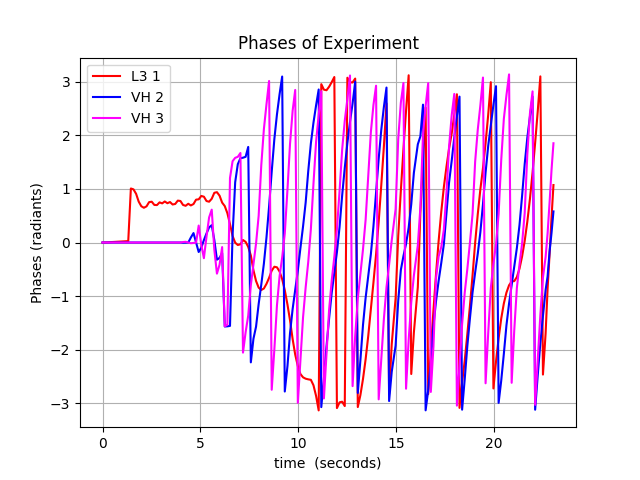 Phases of Experiment
L3 1
VH 2
VH 3
Phases (radiants)
3
2
1
0
−1
−2
−3
0
5
10
15
20
time  (seconds)